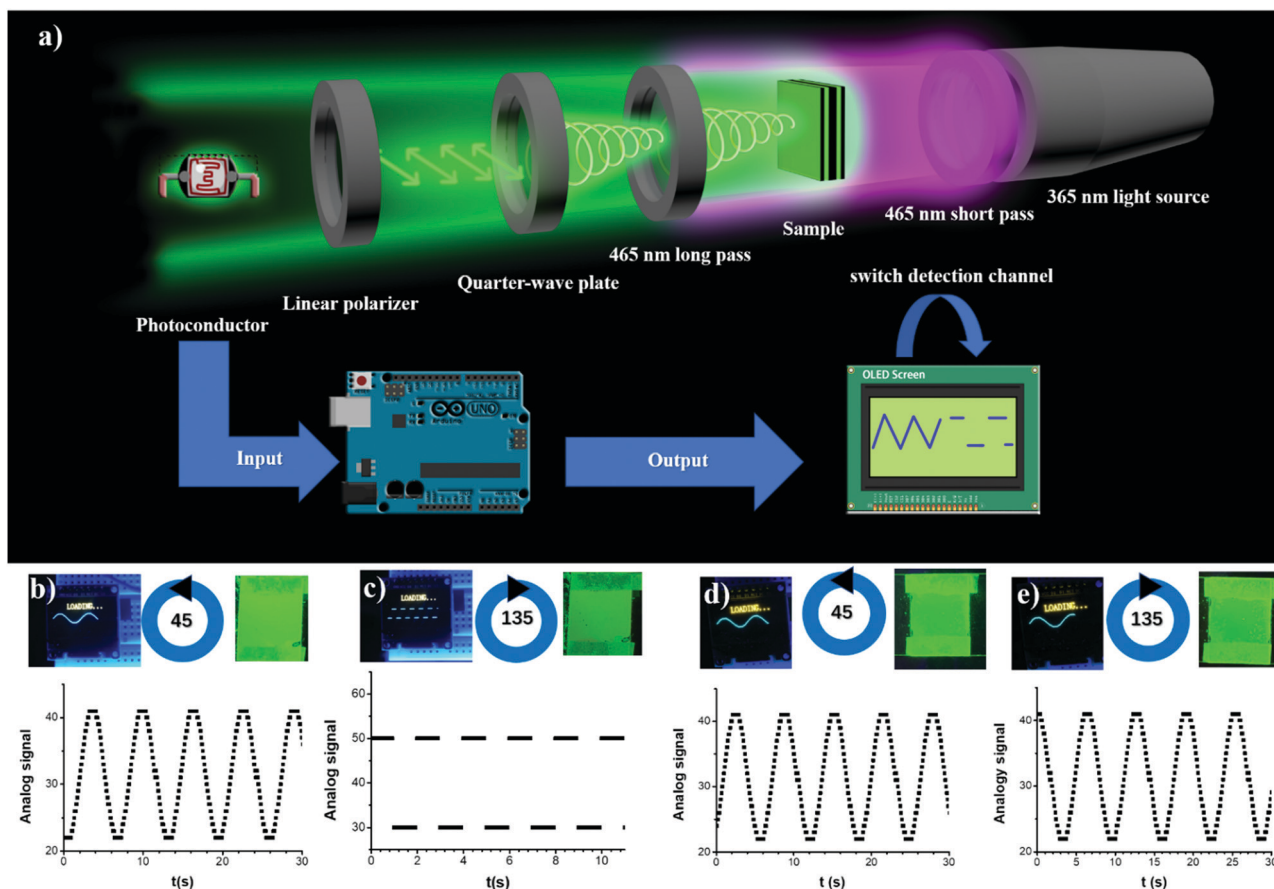 a)
365 nm light source
465 nm short pass
Sample
465 nm long pass
Quarter-wave plate
Linear polarizer
Photoconductor
switch detection channel
OLED Screen
UNO
Input
Output
b)
LOADING...
45
c)
LOADING...
135
d)
LOADING...
45
e)
LOADING...
135
Analog signal
40
30
20
0
10
20
30
t(s)
Analog signal
60
50
40
30
0
2
4
6
8
10
t(s)
Analog signal
40
30
20
0
10
20
30
t (s)
Analogy signal
40
30
20
0
5
10
15
20
25
30
t (s)